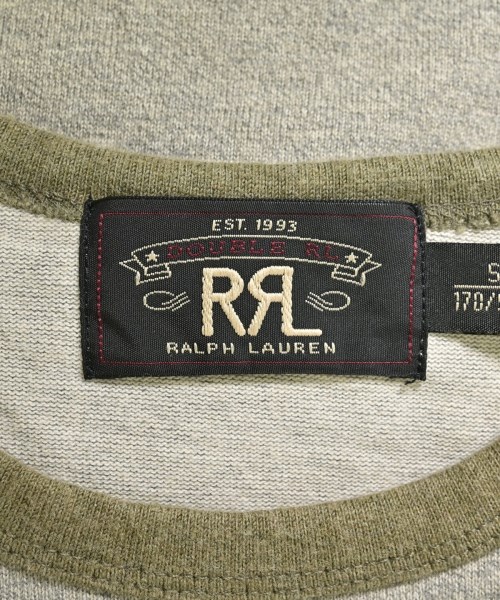 EST. 1993
DOUBLE RL
RRL
RALPH LAUREN
S
170/